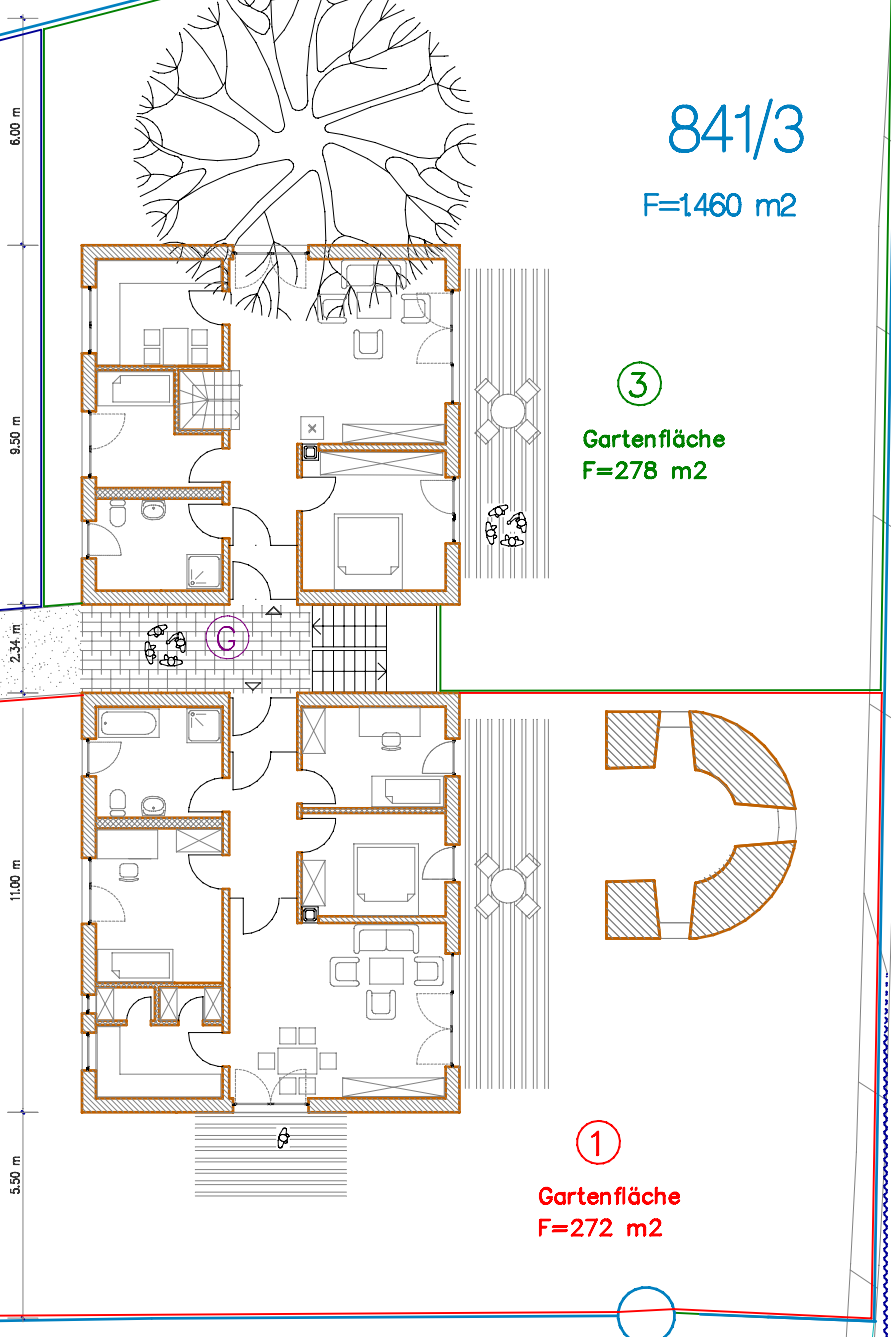 6.00 m
841/3
F=1.460 m2
3
Gartenfläche
F=278 m2
9.50 m
2.34 m
G
11.00 m
1
Gartenfläche
F=272 m2
5.50 m